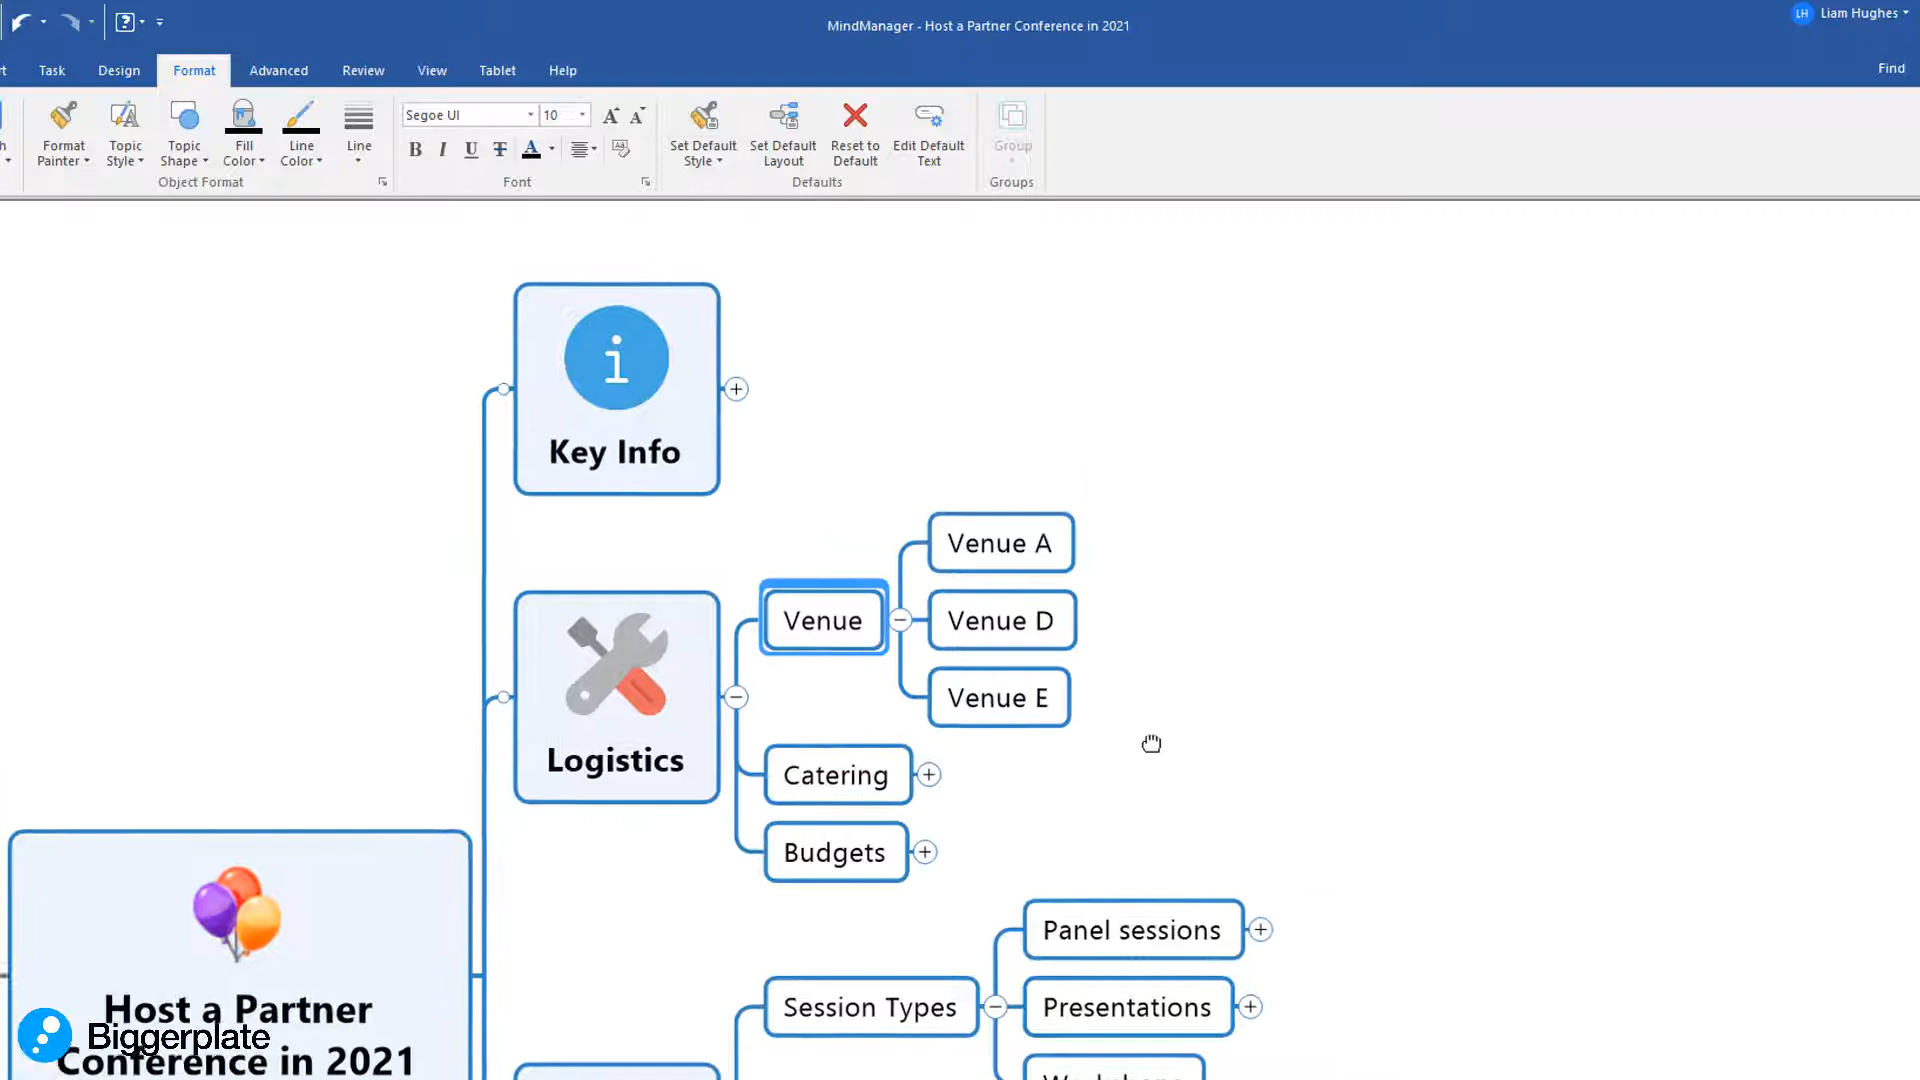 MindManager - Host a Partner Conference in 2021
LH Liam Hughes
Task Design Format Advanced Review View Tablet Help
Find
Format Painter
Topic Style
Topic Shape
Fill Color
Line Color
Line
Object Format
Segoe UI 10
B I U T A
Font
Set Default Style
Set Default Layout
Reset to Default
Edit Default Text
Defaults
Group
Groups
Key Info
Venue A
Venue
Venue D
Venue E
Logistics
Catering
Budgets
Panel sessions
Session Types
Presentations
Host a Partner
Conference in 2021
Biggerplate